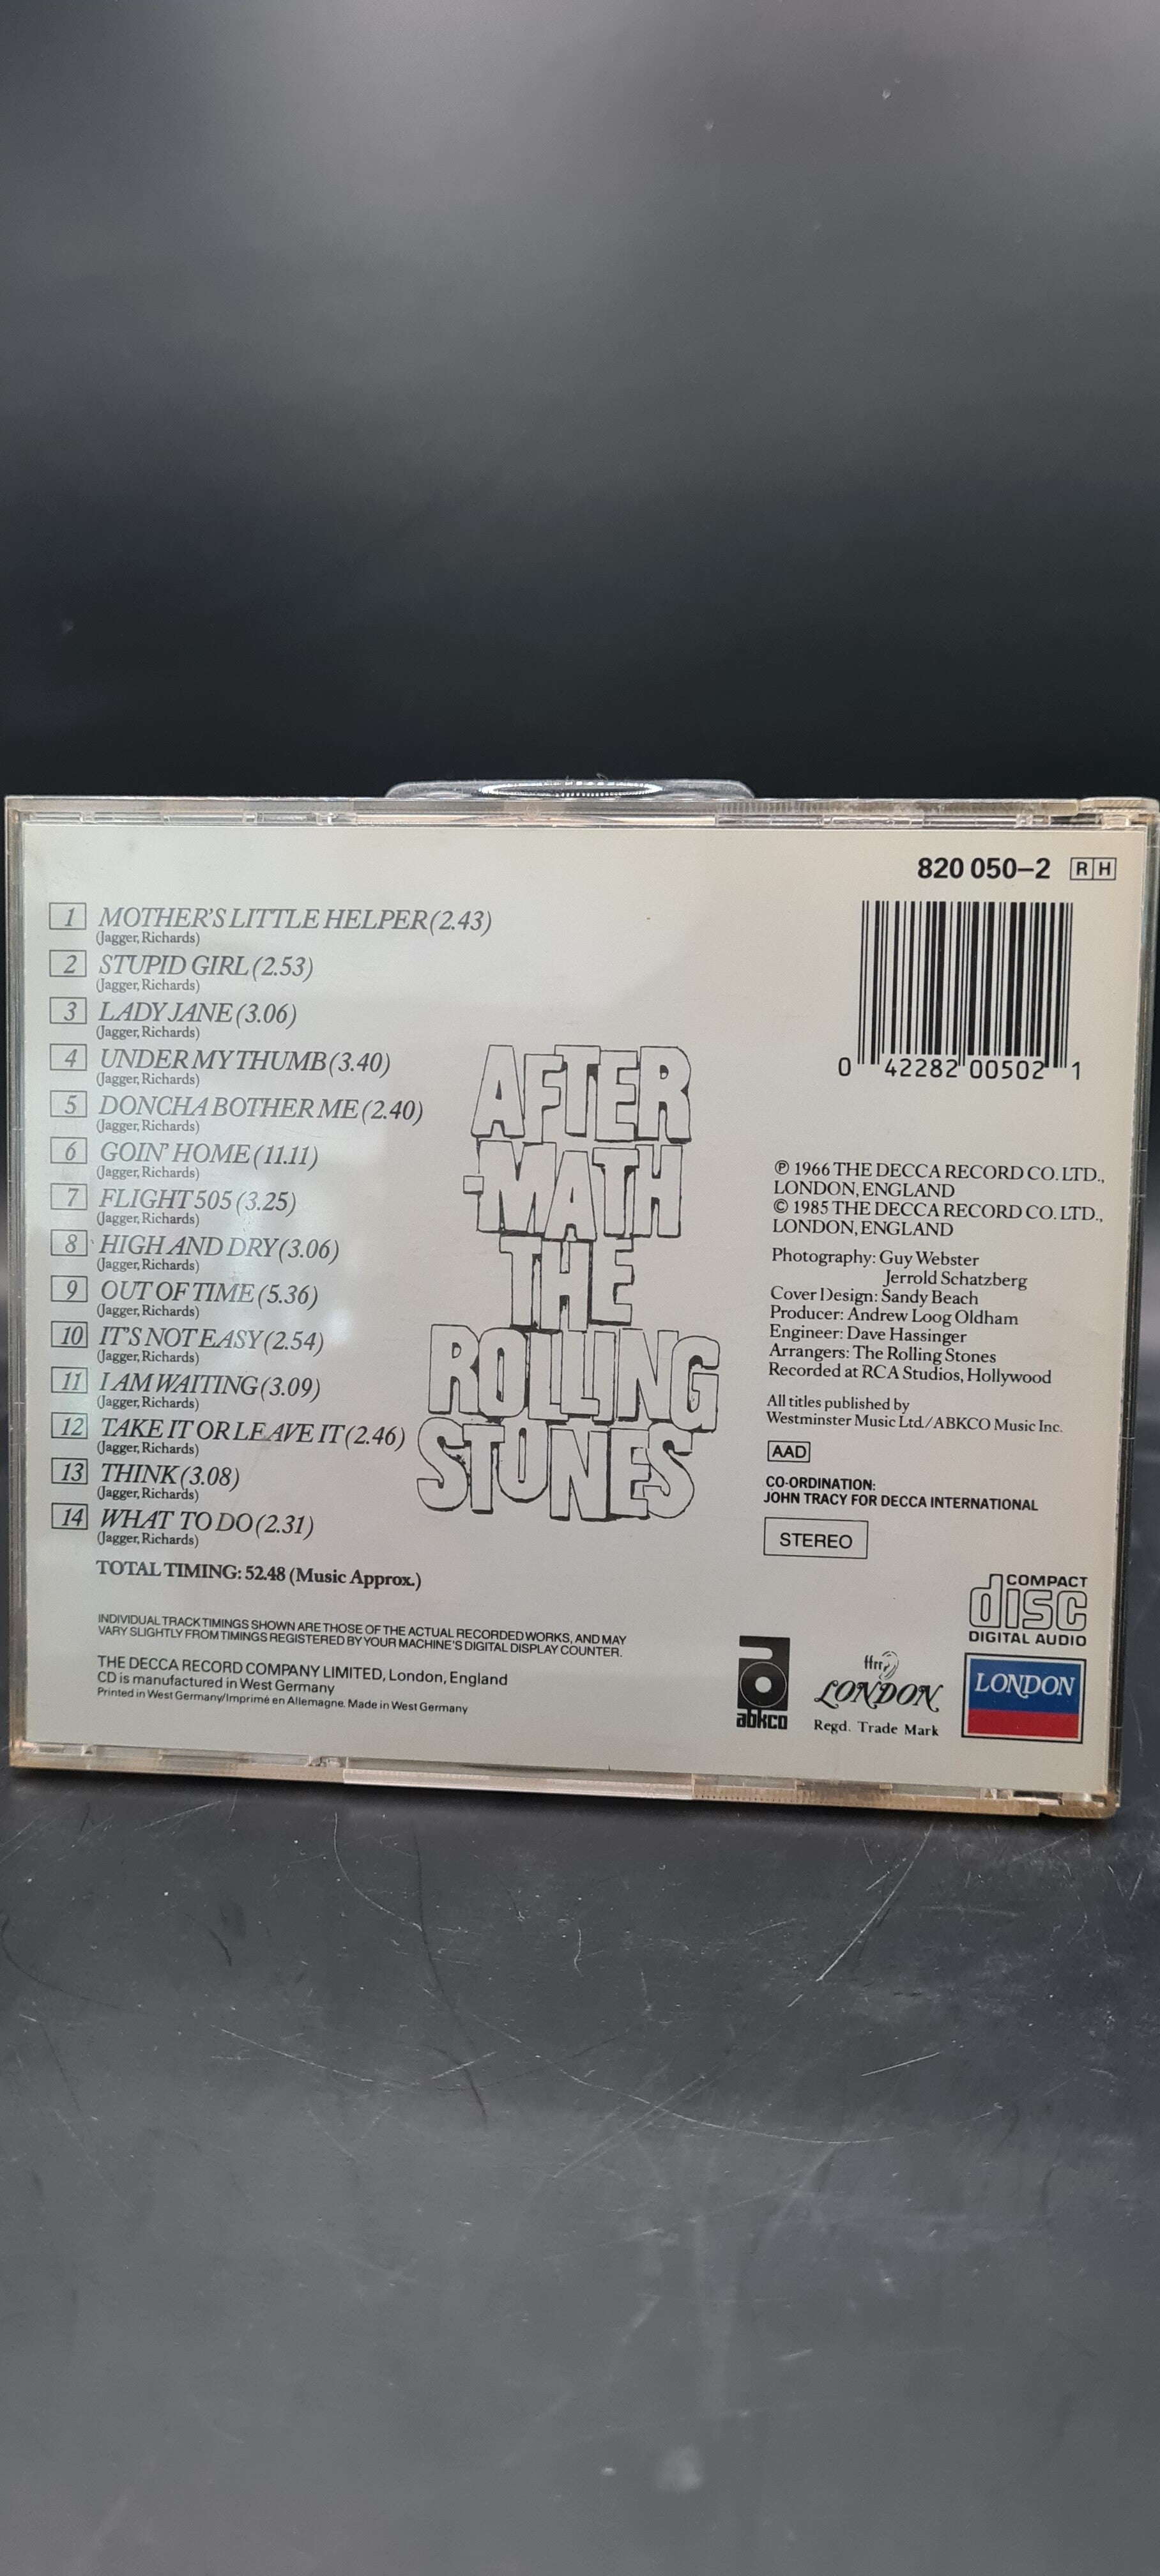 820 050–2 RH
1 MOTHER'S LITTLE HELPER (2.43)
(Jagger, Richards)
2 STUPID GIRL (2.53)
(Jagger, Richards)
3 LADY JANE (3.06)
(Jagger, Richards)
4 UNDER MY THUMB (3.40)
(Jagger, Richards)
5 DONCHA BOTHER ME (2.40)
(Jagger, Richards)
6 GOIN' HOME (11.11)
(Jagger, Richards)
7 FLIGHT 505 (3.25)
(Jagger, Richards)
8 HIGH AND DRY (3.06)
(Jagger, Richards)
9 OUT OF TIME (5.36)
(Jagger, Richards)
10 IT'S NOT EASY (2.54)
(Jagger, Richards)
11 I AM WAITING (3.09)
(Jagger, Richards)
12 TAKE IT OR LEAVE IT (2.46)
(Jagger, Richards)
13 THINK (3.08)
(Jagger, Richards)
14 WHAT TO DO (2.31)
(Jagger, Richards)
TOTAL TIMING: 52.48 (Music Approx.)
INDIVIDUAL TRACK TIMINGS SHOWN ARE THOSE OF THE ACTUAL RECORDED WORKS, AND MAY
VARY SLIGHTLY FROM TIMINGS REGISTERED BY YOUR MACHINE'S DIGITAL DISPLAY COUNTER.
THE DECCA RECORD COMPANY LIMITED, London, England
CD is manufactured in West Germany
Printed in West Germany/Imprimé en Allemagne. Made in West Germany
AFTER
-MATH
THE
ROLLING
STONES
0 42282 00502 1
℗ 1966 THE DECCA RECORD CO. LTD.,
LONDON, ENGLAND
© 1985 THE DECCA RECORD CO. LTD.,
LONDON, ENGLAND
Photography: Guy Webster
Jerrold Schatzberg
Cover Design: Sandy Beach
Producer: Andrew Loog Oldham
Engineer: Dave Hassinger
Arrangers: The Rolling Stones
Recorded at RCA Studios, Hollywood
All titles published by
Westminster Music Ltd./ABKCO Music Inc.
AAD
CO-ORDINATION:
JOHN TRACY FOR DECCA INTERNATIONAL
STEREO
COMPACT
disc
DIGITAL AUDIO
abkco
ffrr
LONDON
Regd. Trade Mark
LONDON